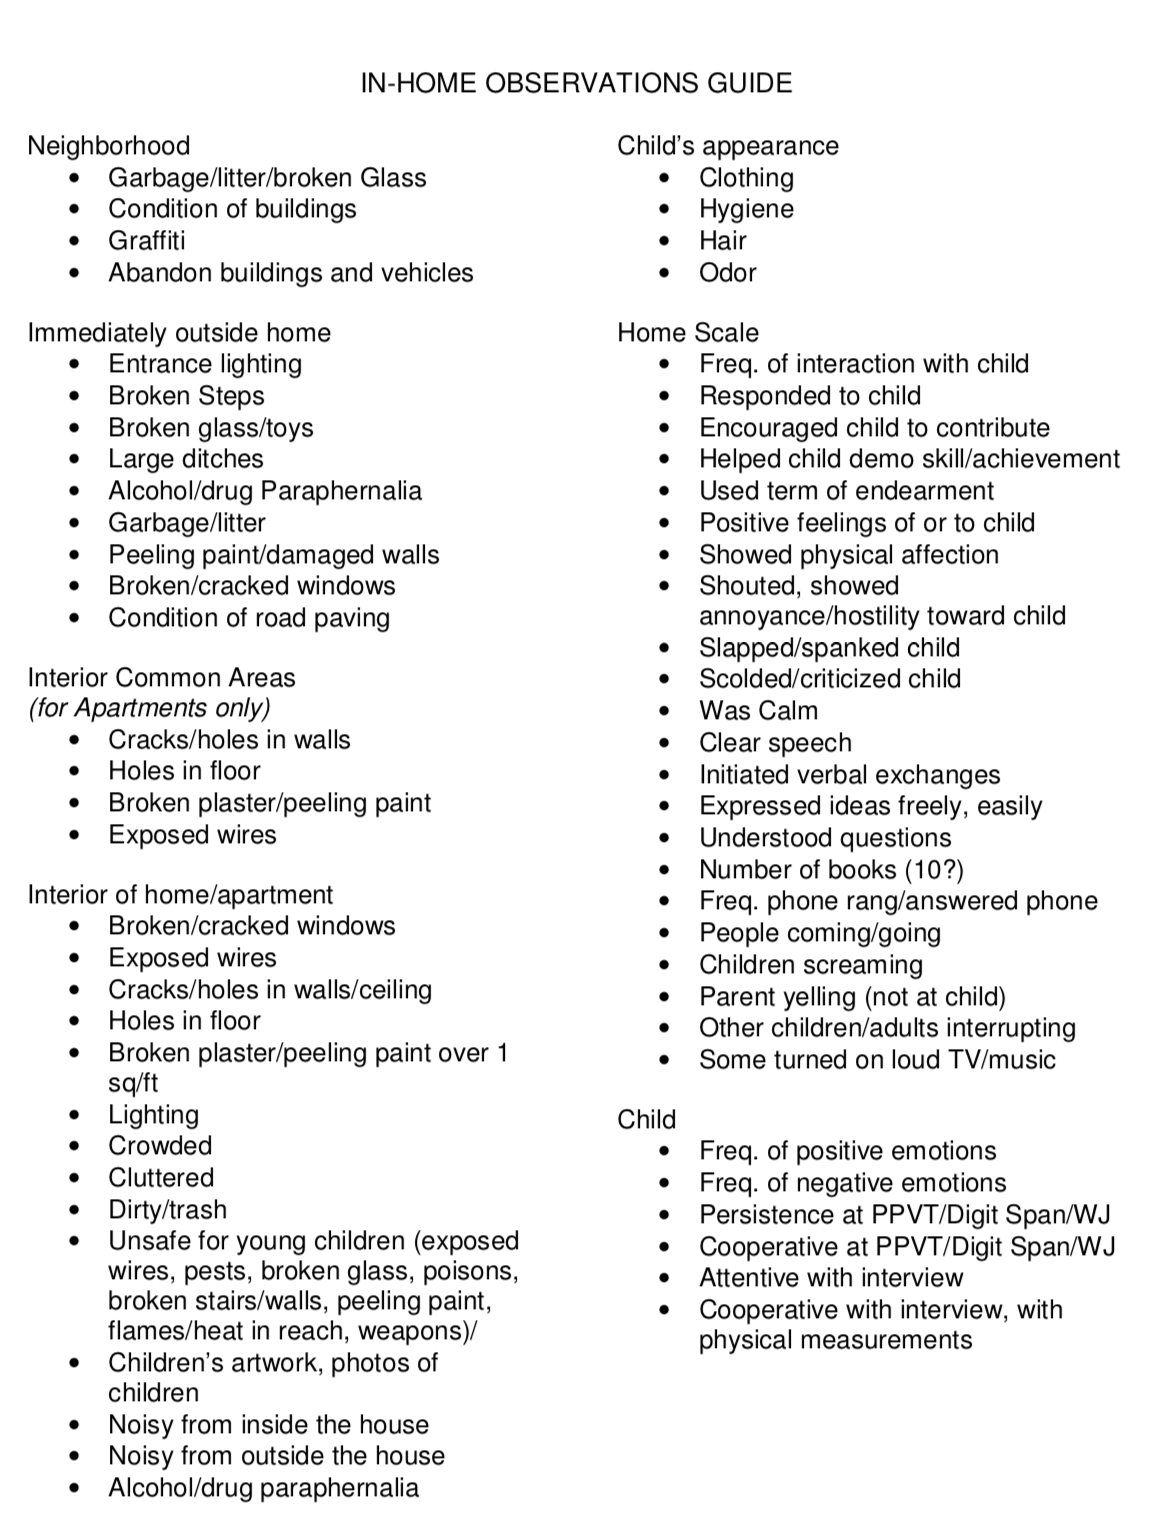 IN-HOME OBSERVATIONS GUIDE
Neighborhood
• Garbage/litter/broken Glass
• Condition of buildings
• Graffiti
• Abandon buildings and vehicles
Immediately outside home
• Entrance lighting
• Broken Steps
• Broken glass/toys
• Large ditches
• Alcohol/drug Paraphernalia
• Garbage/litter
• Peeling paint/damaged walls
• Broken/cracked windows
• Condition of road paving
Interior Common Areas
(for Apartments only)
• Cracks/holes in walls
• Holes in floor
• Broken plaster/peeling paint
• Exposed wires
Interior of home/apartment
• Broken/cracked windows
• Exposed wires
• Cracks/holes in walls/ceiling
• Holes in floor
• Broken plaster/peeling paint over 1
sq/ft
• Lighting
• Crowded
• Cluttered
• Dirty/trash
• Unsafe for young children (exposed
wires, pests, broken glass, poisons,
broken stairs/walls, peeling paint,
flames/heat in reach, weapons)/
• Children's artwork, photos of
children
• Noisy from inside the house
• Noisy from outside the house
• Alcohol/drug paraphernalia
Child's appearance
• Clothing
• Hygiene
• Hair
• Odor
Home Scale
• Freq. of interaction with child
• Responded to child
• Encouraged child to contribute
• Helped child demo skill/achievement
• Used term of endearment
• Positive feelings of or to child
• Showed physical affection
• Shouted, showed
annoyance/hostility toward child
• Slapped/spanked child
• Scolded/criticized child
• Was Calm
• Clear speech
• Initiated verbal exchanges
• Expressed ideas freely, easily
• Understood questions
• Number of books (10?)
• Freq. phone rang/answered phone
• People coming/going
• Children screaming
• Parent yelling (not at child)
• Other children/adults interrupting
• Some turned on loud TV/music
Child
• Freq. of positive emotions
• Freq. of negative emotions
• Persistence at PPVT/Digit Span/WJ
• Cooperative at PPVT/Digit Span/WJ
• Attentive with interview
• Cooperative with interview, with
physical measurements